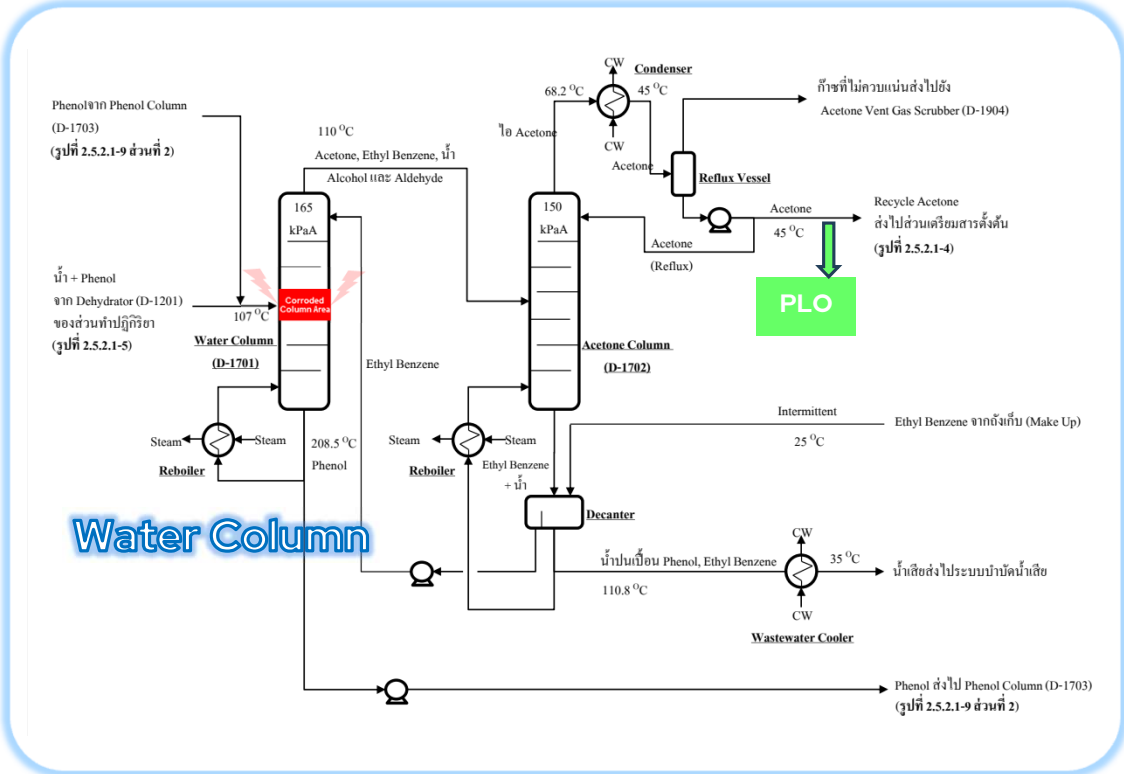 CW
Condenser
68.2 ⁰C
45 ⁰C
ก๊าซที่ไม่ควบแน่นส่งไปยัง
Acetone Vent Gas Scrubber (D-1904)
Phenolจาก Phenol Column
(D-1703)
(รูปที่ 2.5.2.1-9 ส่วนที่ 2)
110 ⁰C
Acetone, Ethyl Benzene, น้ำ
Alcohol และ Aldehyde
ไอ Acetone
CW
Acetone
Reflux Vessel
165
kPaA
150
kPaA
Acetone
45 ⁰C
Recycle Acetone
ส่งไปส่วนเตรียมสารตั้งต้น
(รูปที่ 2.5.2.1-4)
Acetone
(Reflux)
น้ำ + Phenol
จาก Dehydrator (D-1201)
ของส่วนทำปฏิกิริยา
(รูปที่ 2.5.2.1-5)
107 ⁰C
Corroded
Column Area
PLO
Water Column
(D-1701)
Ethyl Benzene
Acetone Column
(D-1702)
Steam
Steam
Reboiler
208.5 ⁰C
Phenol
Steam
Steam
Reboiler
Ethyl Benzene
+ น้ำ
Intermittent
25 ⁰C
Ethyl Benzene จากถังเก็บ (Make Up)
Decanter
Water Column
น้ำปนเปื้อน Phenol, Ethyl Benzene
110.8 ⁰C
CW
35 ⁰C
น้ำเสียส่งไประบบบำบัดน้ำเสีย
CW
Wastewater Cooler
Phenol ส่งไป Phenol Column (D-1703)
(รูปที่ 2.5.2.1-9 ส่วนที่ 2)